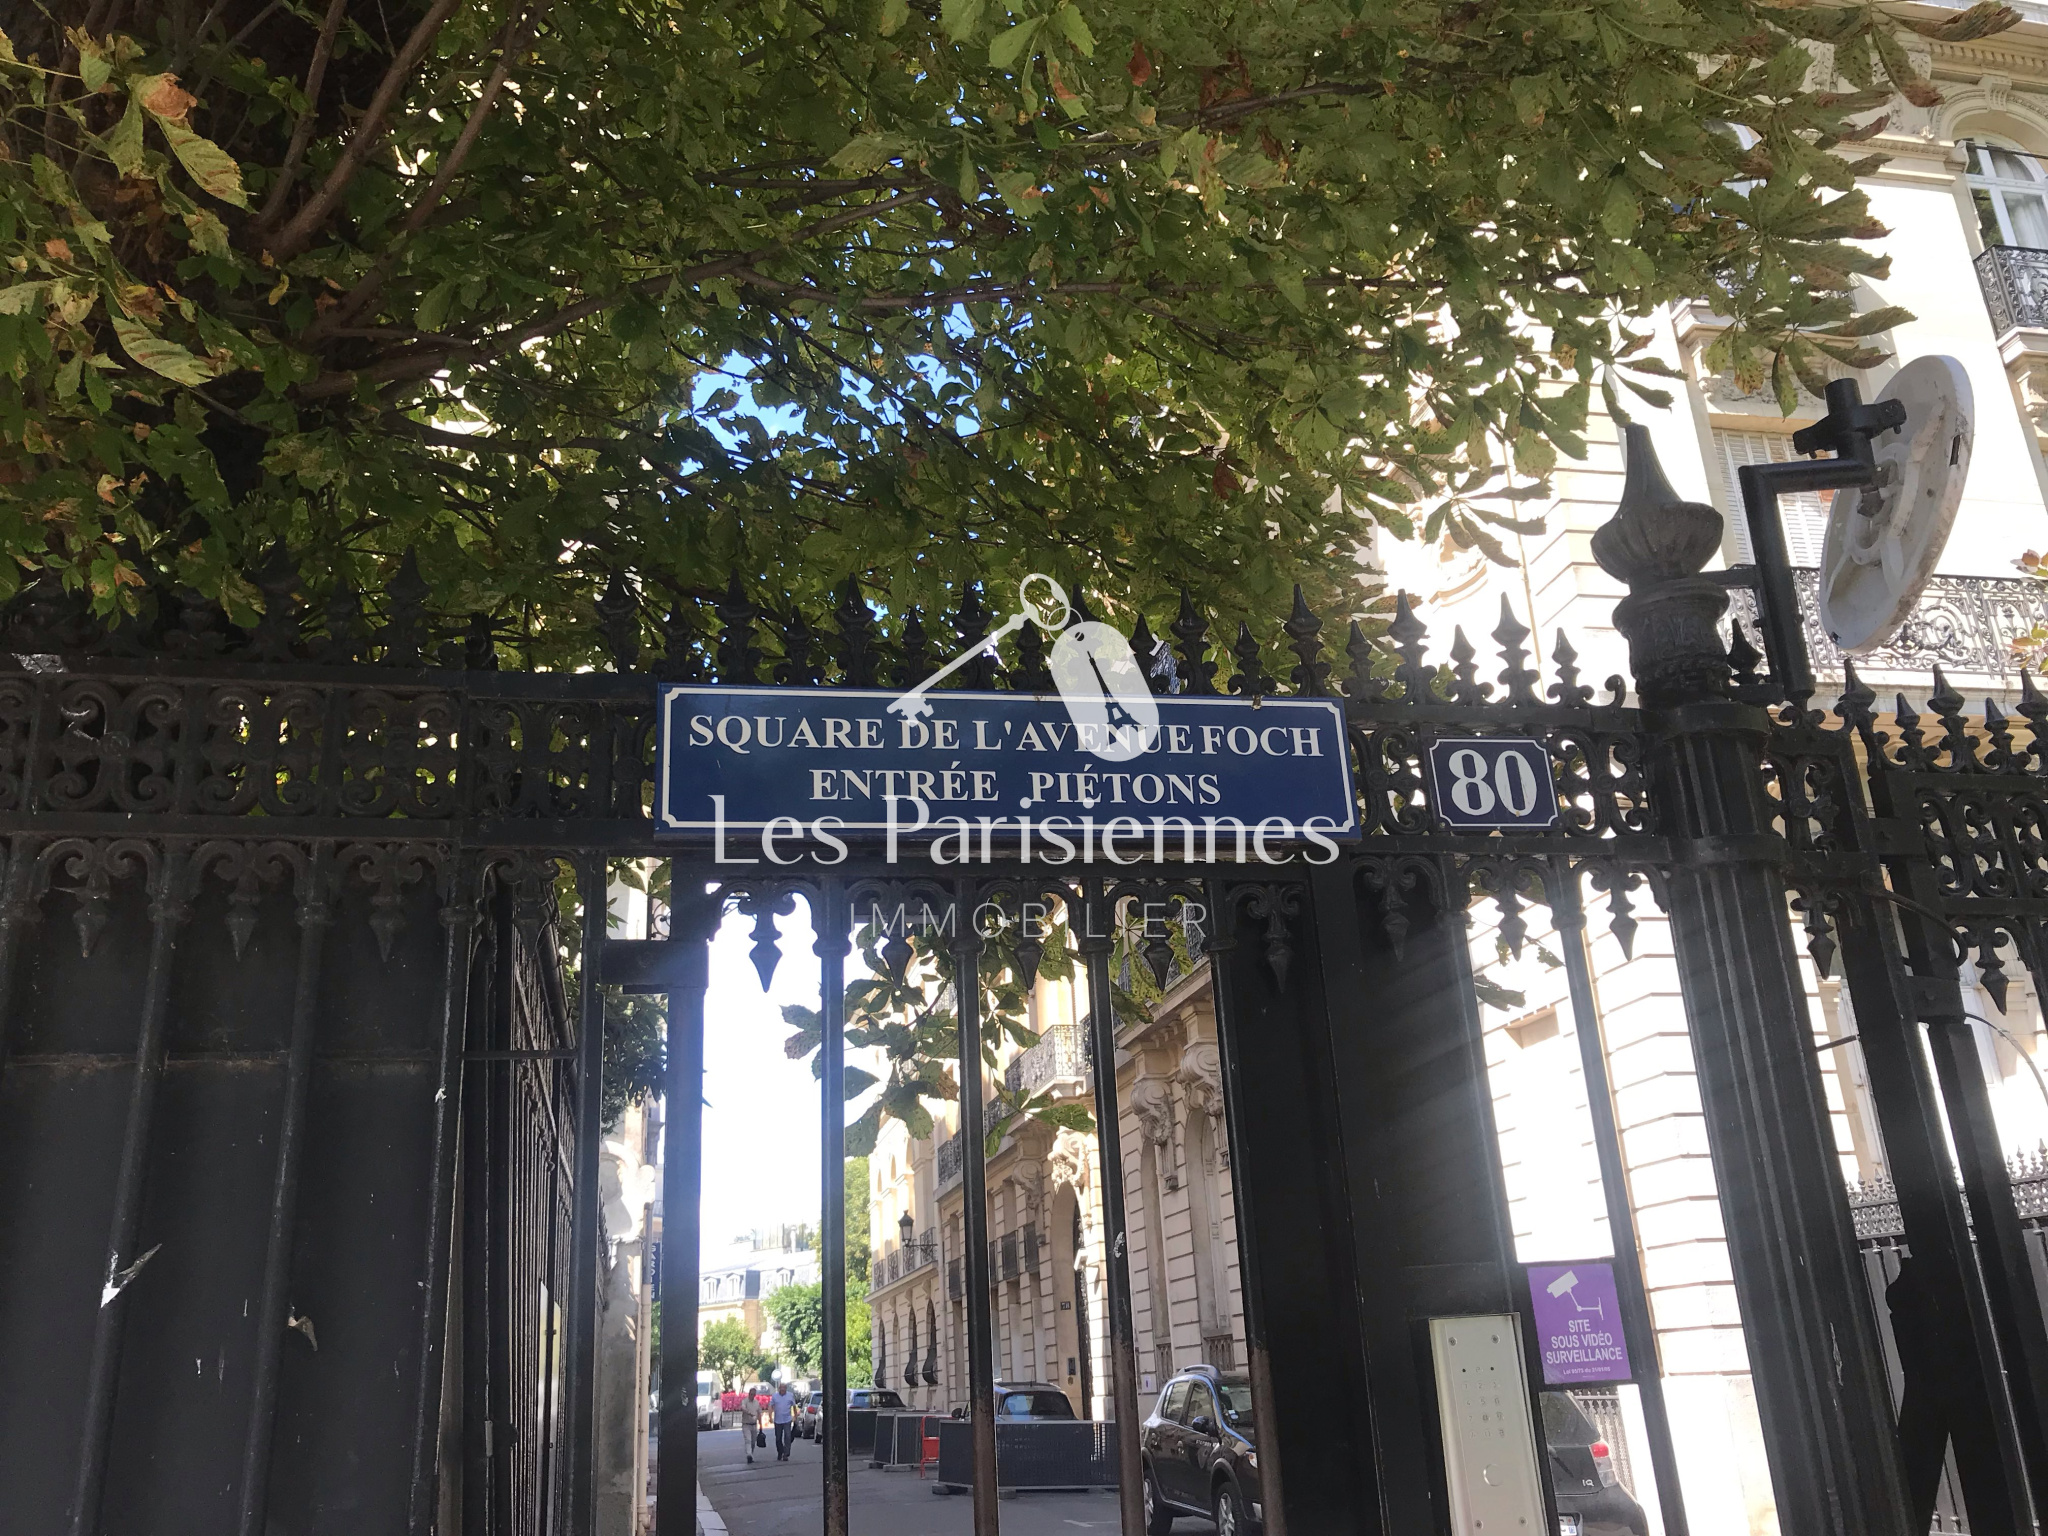 SQUARE DE L'AVENUE FOCH
ENTRÉE PIÉTONS
80
Les Parisiennes
IMMOBILIER
SITE
SOUS VIDÉO
SURVEILLANCE